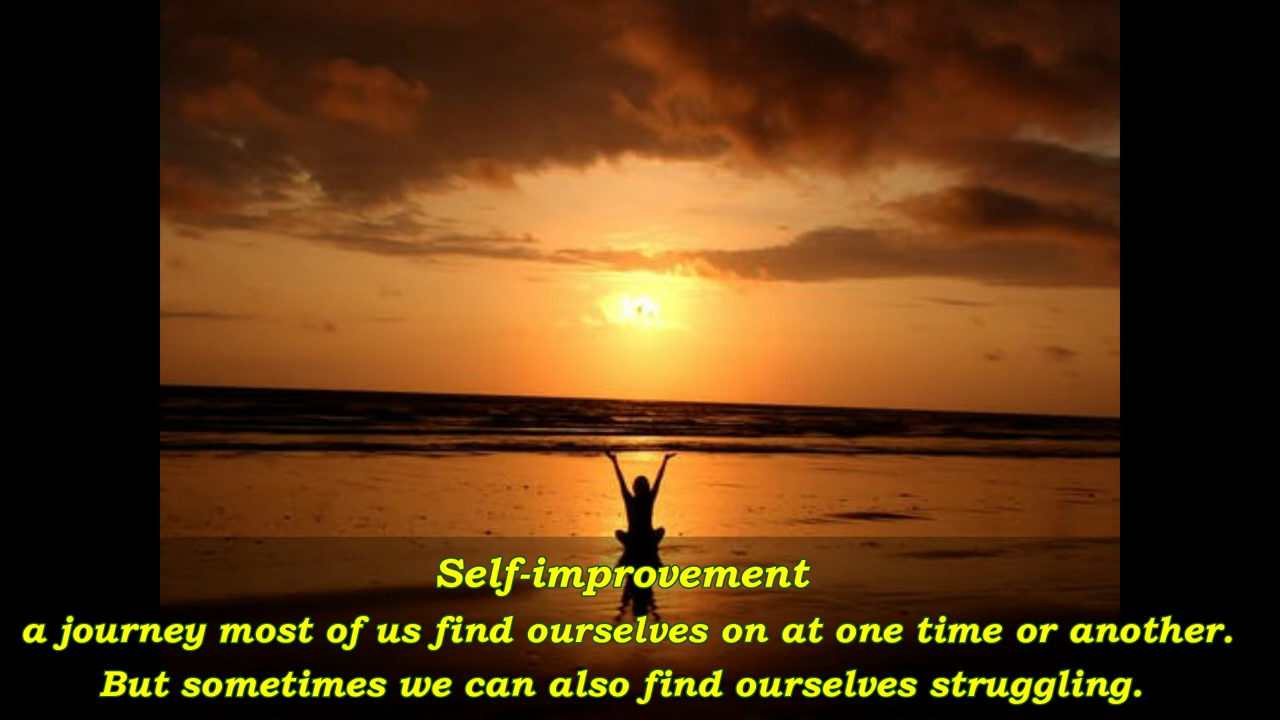 Self-improvement
a journey most of us find ourselves on at one time or another.
But sometimes we can also find ourselves struggling.